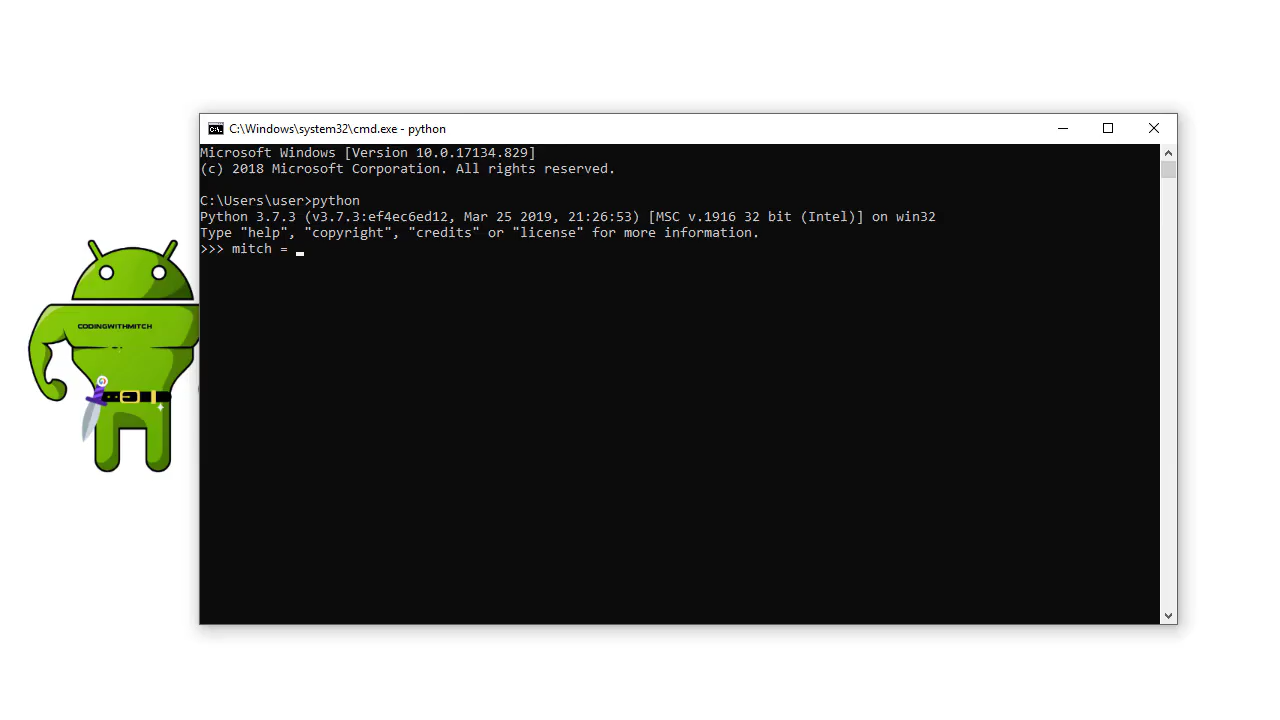 C:\Windows\system32\cmd.exe - python
Microsoft Windows [Version 10.0.17134.829]
(c) 2018 Microsoft Corporation. All rights reserved.
C:\Users\user>python
Python 3.7.3 (v3.7.3:ef4ec6ed12, Mar 25 2019, 21:26:53) [MSC v.1916 32 bit (Intel)] on win32
Type "help", "copyright", "credits" or "license" for more information.
>>> mitch = _
CODINGWITHMITCH